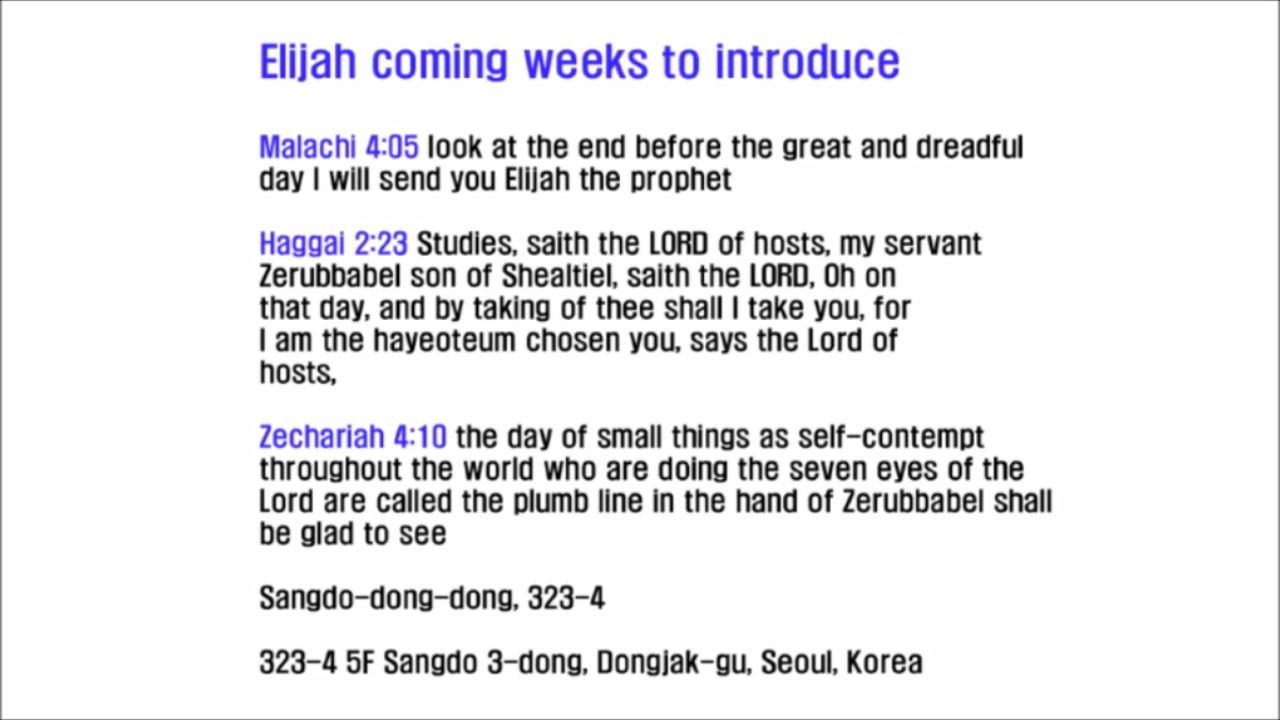 Elijah coming weeks to introduce
Malachi 4:05 look at the end before the great and dreadful
day I will send you Elijah the prophet
Haggai 2:23 Studies, saith the LORD of hosts, my servant
Zerubbabel son of Shealtiel, saith the LORD, Oh on
that day, and by taking of thee shall I take you, for
I am the hayeoteum chosen you, says the Lord of
hosts,
Zechariah 4:10 the day of small things as self-contempt
throughout the world who are doing the seven eyes of the
Lord are called the plumb line in the hand of Zerubbabel shall
be glad to see
Sangdo-dong-dong, 323-4
323-4 5F Sangdo 3-dong, Dongjak-gu, Seoul, Korea